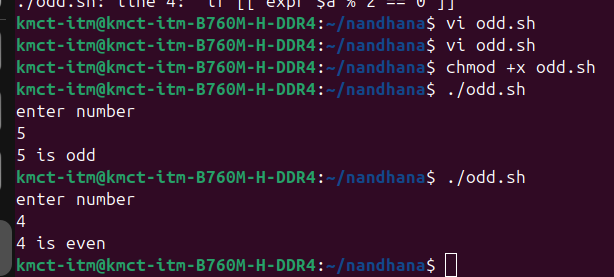 ./odd.sh: line 4: `if [[ expr $a % 2 == 0 ]]'
kmct-itm@kmct-itm-B760M-H-DDR4:~/nandhana$ vi odd.sh
kmct-itm@kmct-itm-B760M-H-DDR4:~/nandhana$ vi odd.sh
kmct-itm@kmct-itm-B760M-H-DDR4:~/nandhana$ chmod +x odd.sh
kmct-itm@kmct-itm-B760M-H-DDR4:~/nandhana$ ./odd.sh
enter number
5
5 is odd
kmct-itm@kmct-itm-B760M-H-DDR4:~/nandhana$ ./odd.sh
enter number
4
4 is even
kmct-itm@kmct-itm-B760M-H-DDR4:~/nandhana$